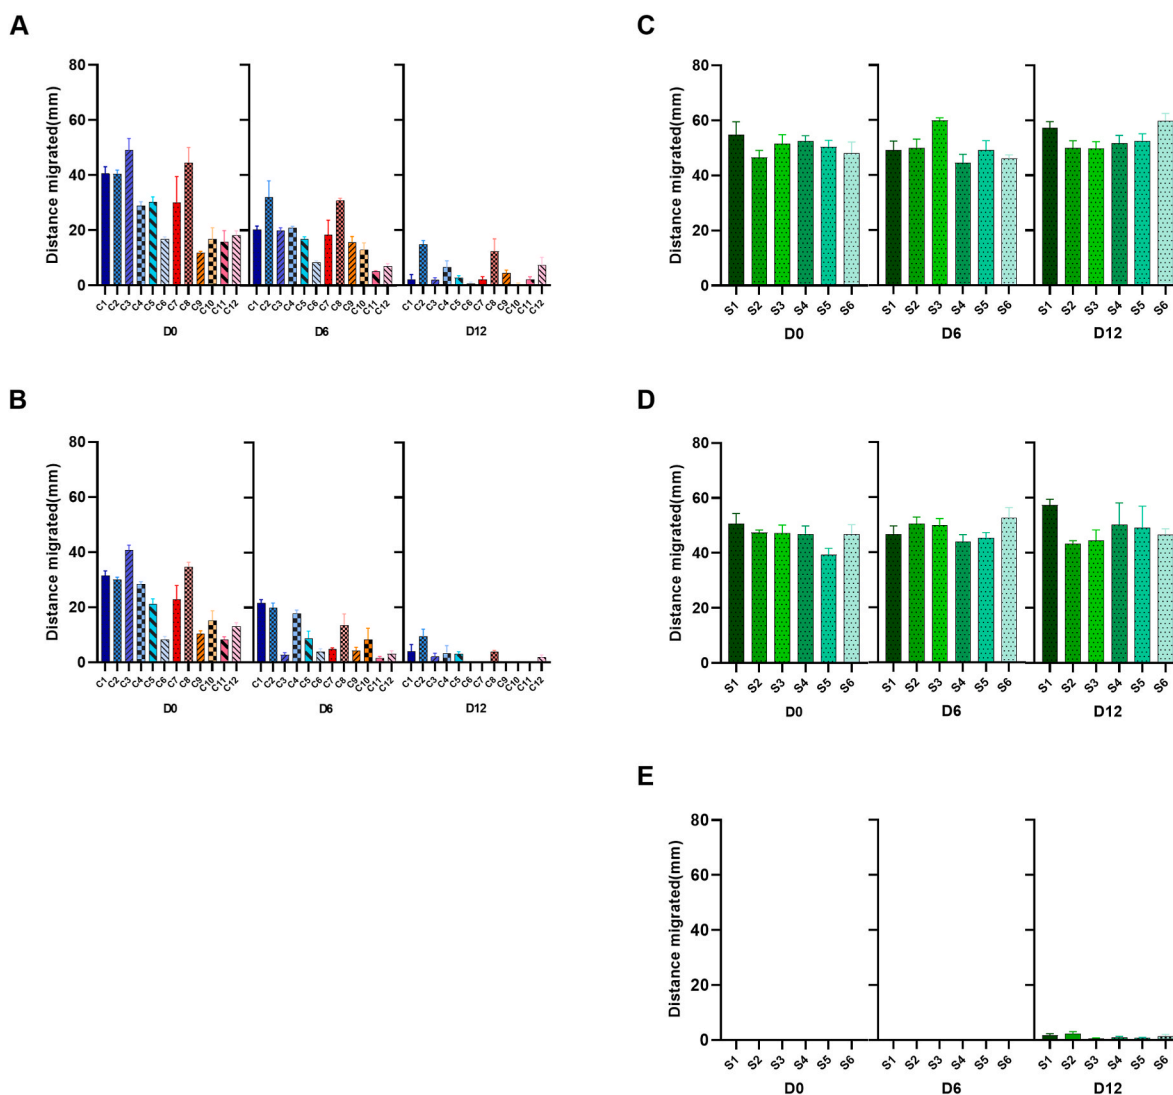 A
Distance migrated(mm)
80
60
40
20
0
C1 C2 C3 C4 C5 C6 C7 C8 C9 C10 C11 C12
D0
C1 C2 C3 C4 C5 C6 C7 C8 C9 C10 C11 C12
D6
C1 C2 C3 C4 C5 C6 C7 C8 C9 C10 C11 C12
D12
B
Distance migrated(mm)
80
60
40
20
0
C1 C2 C3 C4 C5 C6 C7 C8 C9 C10 C11 C12
D0
C1 C2 C3 C4 C5 C6 C7 C8 C9 C10 C11 C12
D6
C1 C2 C3 C4 C5 C6 C7 C8 C9 C10 C11 C12
D12
C
Distance migrated(mm)
80
60
40
20
0
S1 S2 S3 S4 S5 S6
D0
S1 S2 S3 S4 S5 S6
D6
S1 S2 S3 S4 S5 S6
D12
D
Distance migrated(mm)
80
60
40
20
0
S1 S2 S3 S4 S5 S6
D0
S1 S2 S3 S4 S5 S6
D6
S1 S2 S3 S4 S5 S6
D12
E
Distance migrated(mm)
80
60
40
20
0
S1 S2 S3 S4 S5 S6
D0
S1 S2 S3 S4 S5 S6
D6
S1 S2 S3 S4 S5 S6
D12